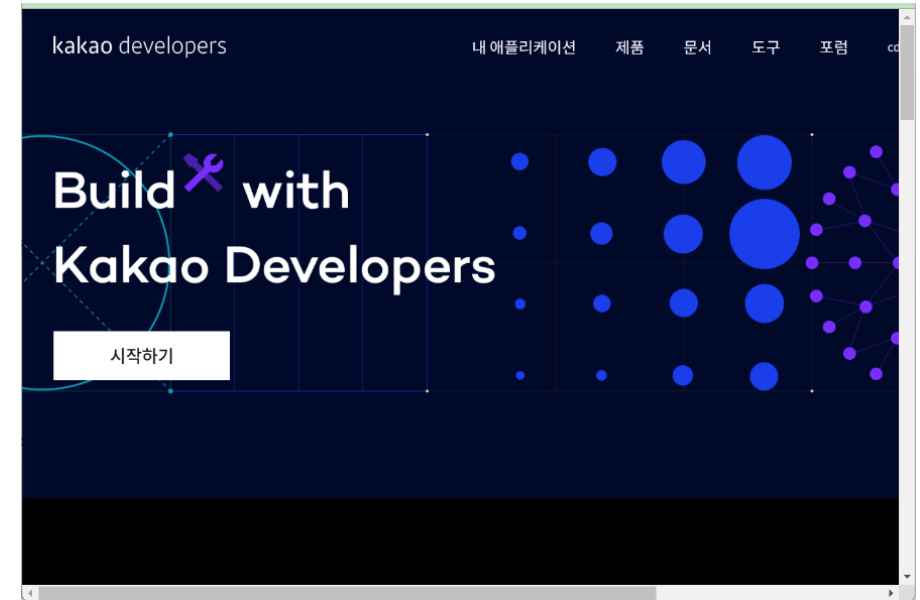 kakao developers
내 애플리케이션 제품 문서 도구 포럼
Build with
Kakao Developers
시작하기